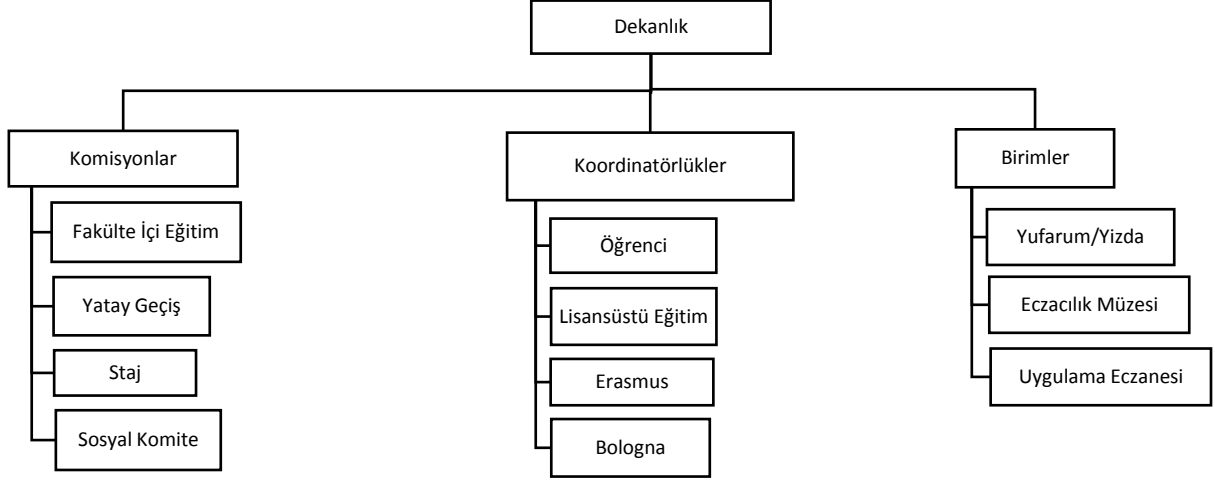 Dekanlık
Komisyonlar
Fakülte İçi Eğitim
Yatay Geçiş
Staj
Sosyal Komite
Koordinatörlükler
Öğrenci
Lisansüstü Eğitim
Erasmus
Bologna
Birimler
Yufarum/Yizda
Eczacılık Müzesi
Uygulama Eczanesi